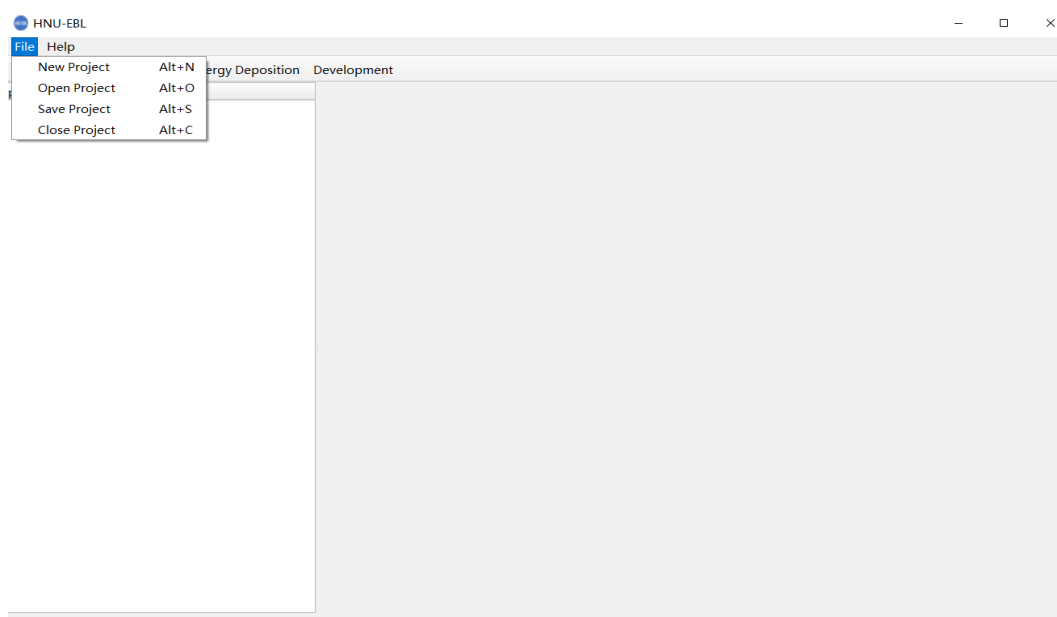 HNU-EBL
File Help
New Project Alt+N
Open Project Alt+O
Save Project Alt+S
Close Project Alt+C
ergy Deposition Development